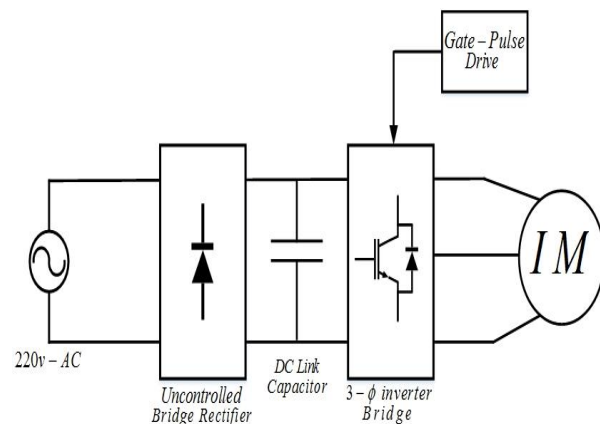 Gate – Pulse
Drive
IM
220v – AC
Uncontrolled
Bridge Rectifier
DC Link
Capacitor
3 – ϕ inverter
Bridge